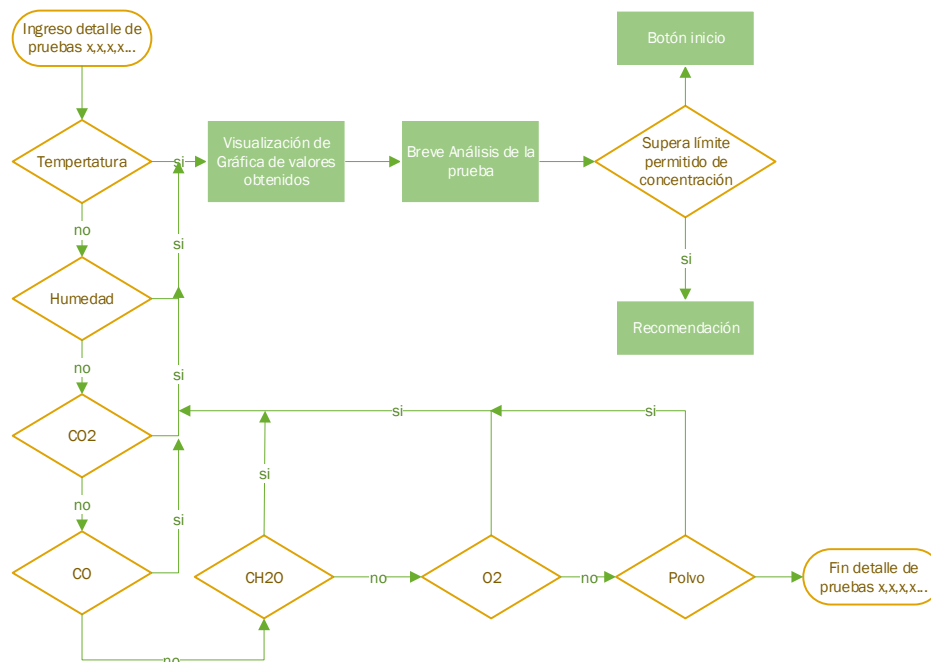 Ingreso detalle de
pruebas x,x,x,x...
Botón inicio
Tempertatura
si
Visualización de
Gráfica de valores
obtenidos
Breve Análisis de la
prueba
Supera límite
permitido de
concentración
no
si
si
Humedad
Recomendación
no
si
si
si
CO2
si
no
si
CO
CH2O
no
O2
no
Polvo
Fin detalle de
pruebas x,x,x,x...
no